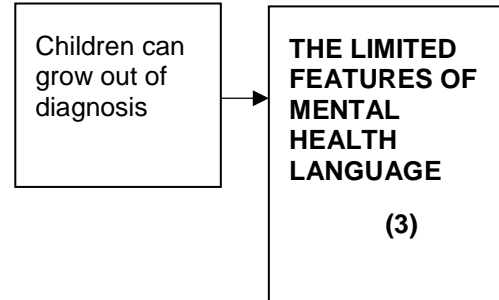 Children can
grow out of
diagnosis
THE LIMITED
FEATURES OF
MENTAL
HEALTH
LANGUAGE
(3)